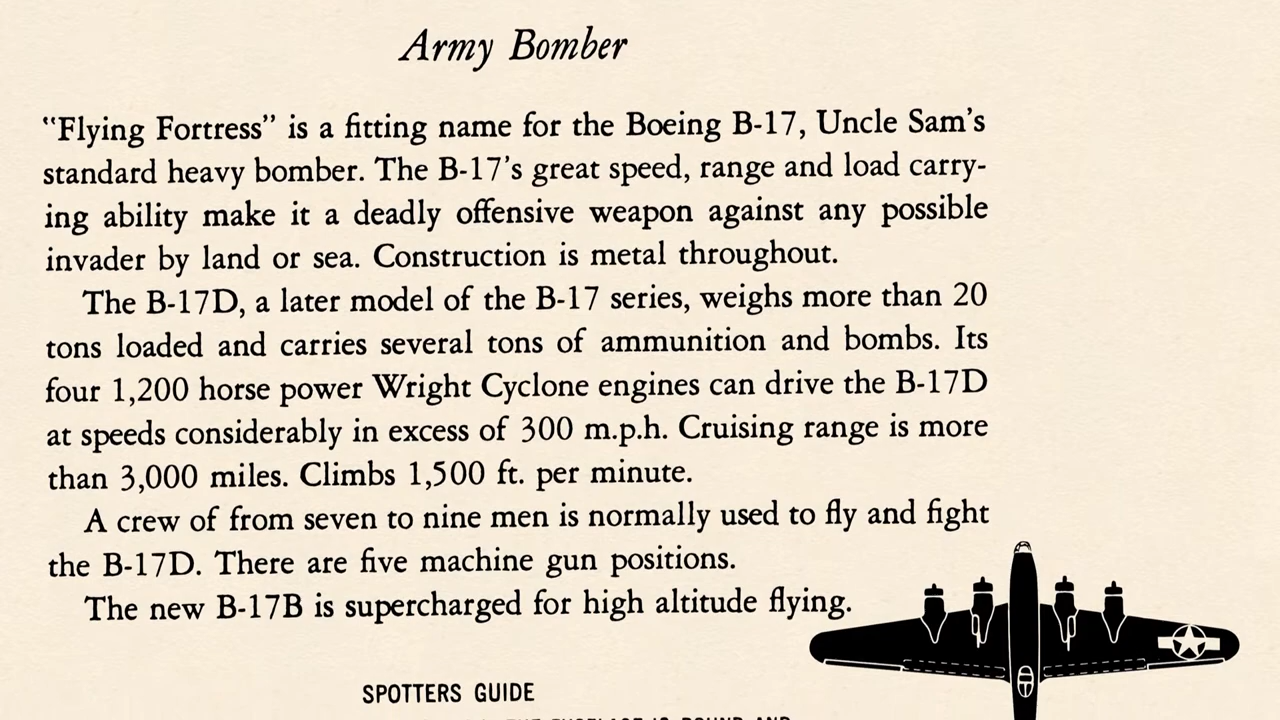 Army Bomber
“Flying Fortress” is a fitting name for the Boeing B-17, Uncle Sam’s
standard heavy bomber. The B-17’s great speed, range and load carry-
ing ability make it a deadly offensive weapon against any possible
invader by land or sea. Construction is metal throughout.
The B-17D, a later model of the B-17 series, weighs more than 20
tons loaded and carries several tons of ammunition and bombs. Its
four 1,200 horse power Wright Cyclone engines can drive the B-17D
at speeds considerably in excess of 300 m.p.h. Cruising range is more
than 3,000 miles. Climbs 1,500 ft. per minute.
A crew of from seven to nine men is normally used to fly and fight
the B-17D. There are five machine gun positions.
The new B-17B is supercharged for high altitude flying.
SPOTTERS GUIDE
THE FUSELAGE IS ROUND AND